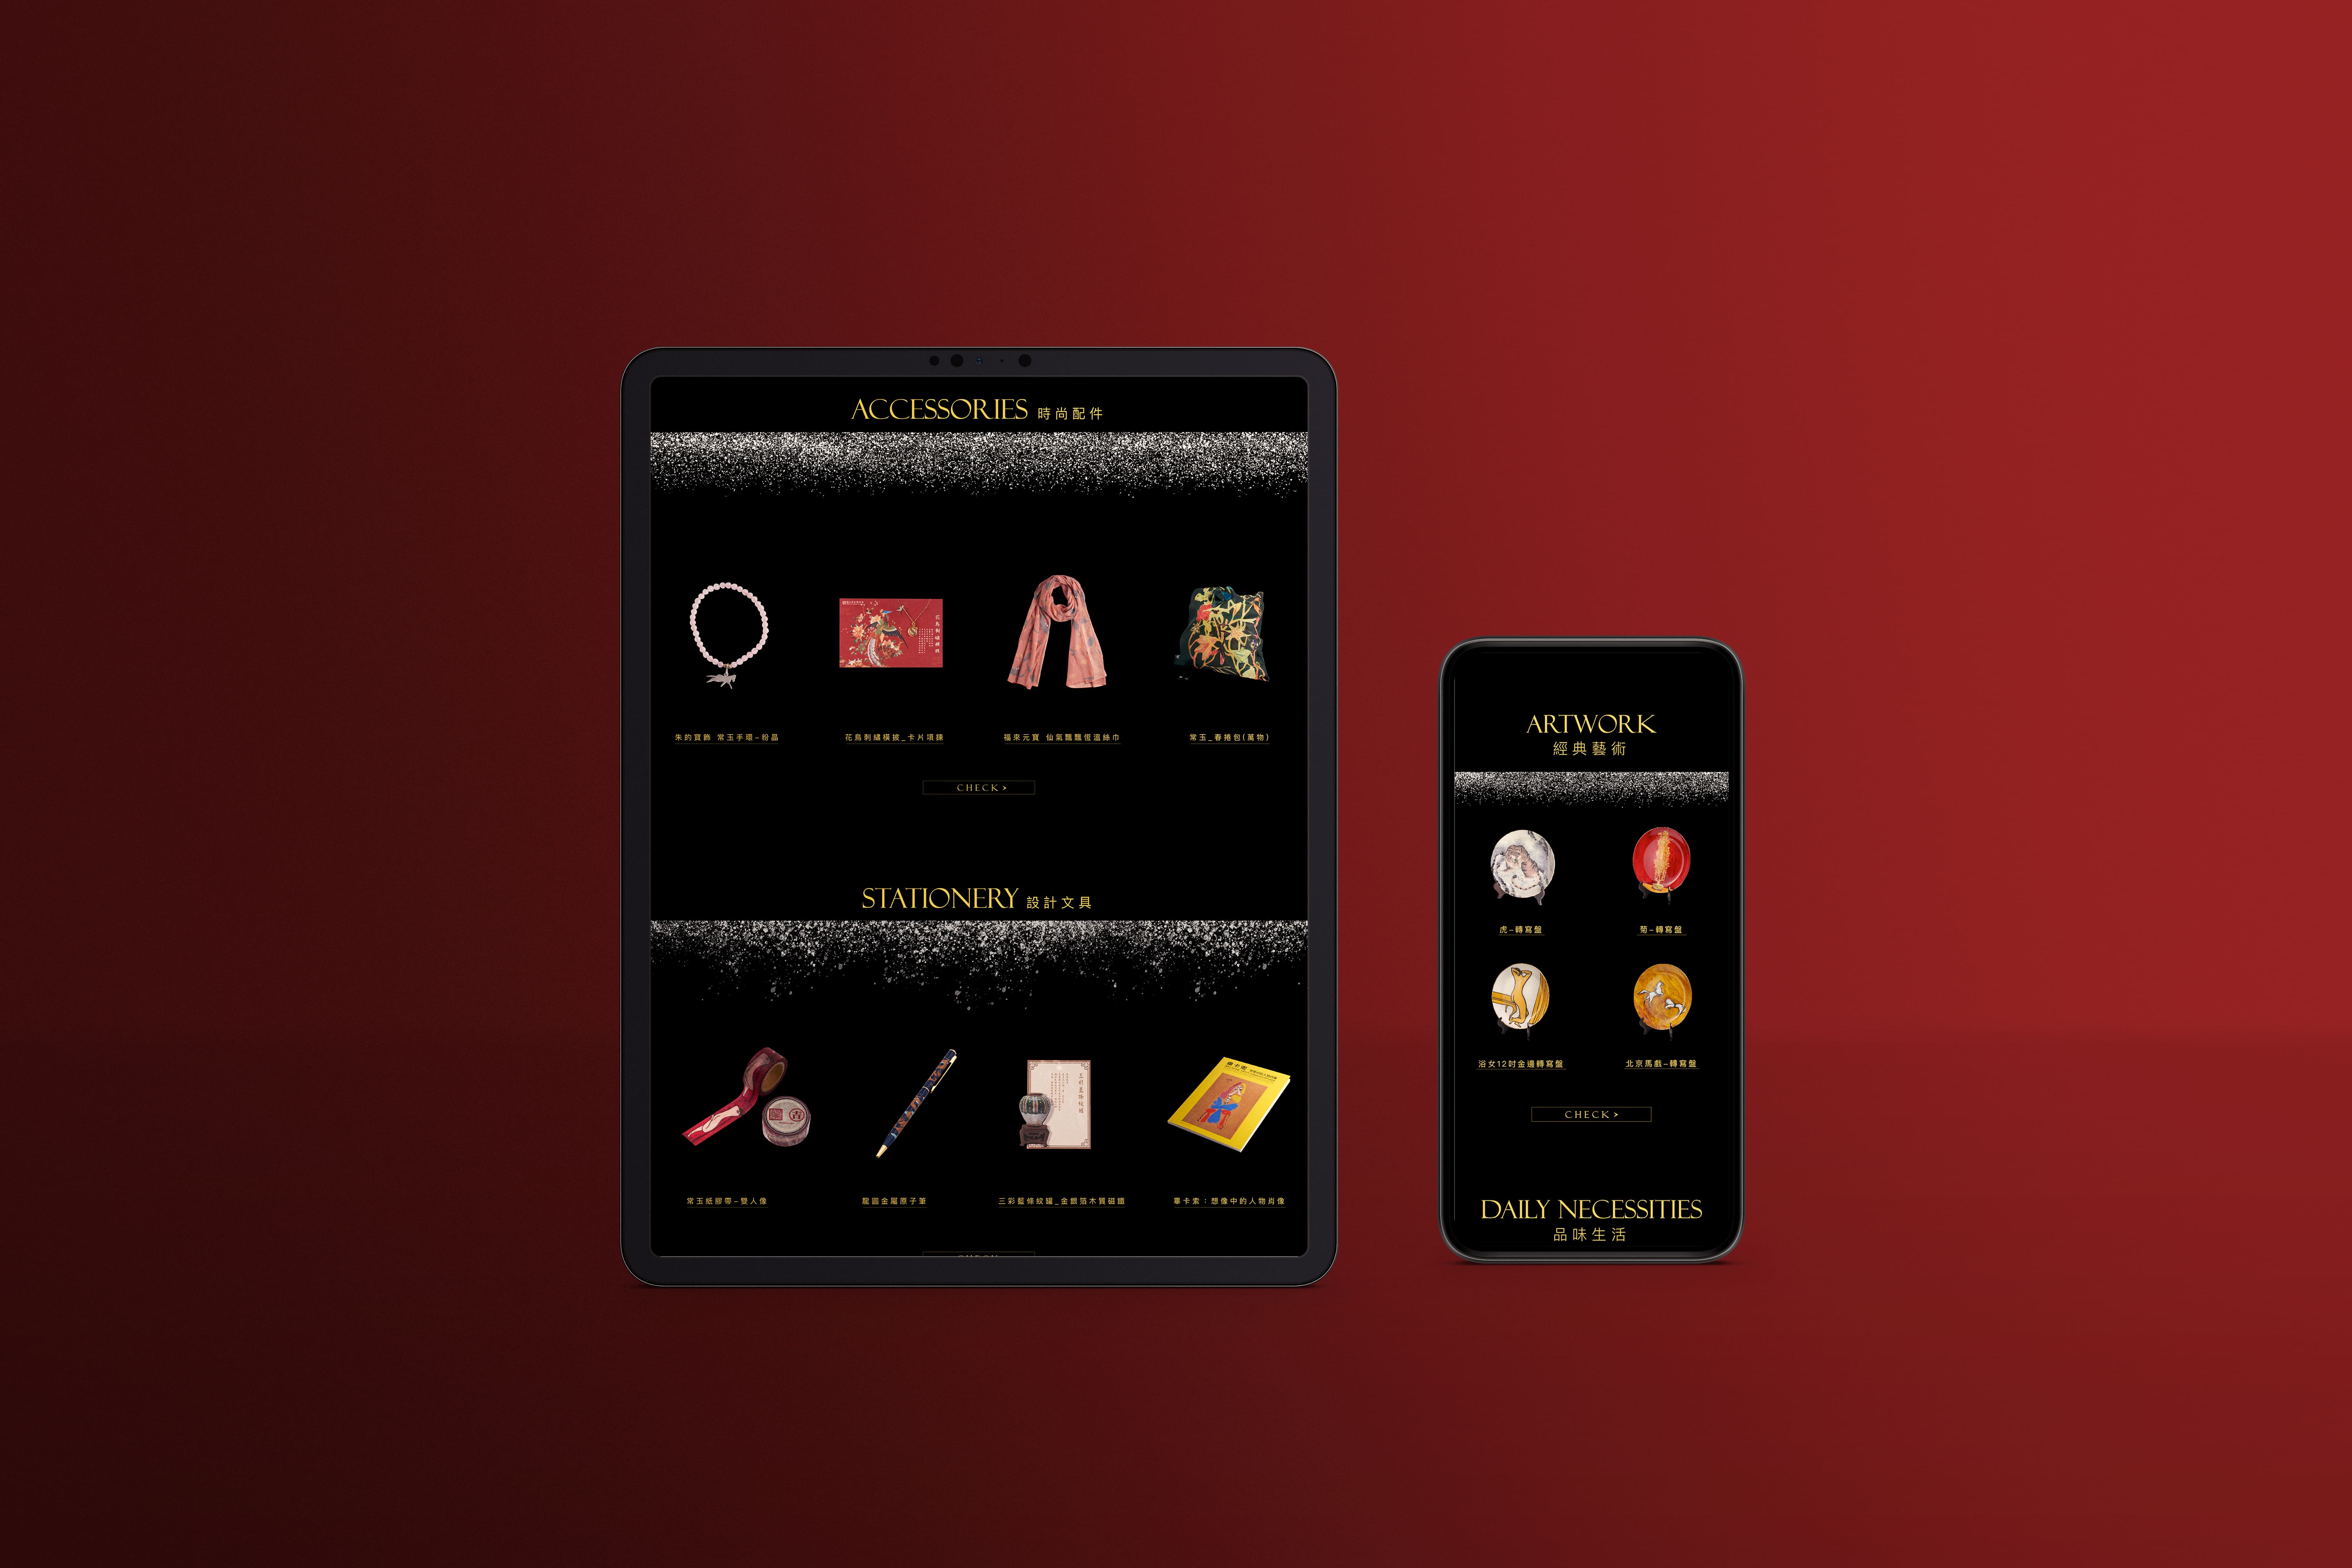 ACCESSORIES 時尚配件
朱的寶飾 常玉手環-粉晶
花鳥刺繡橫披_卡片項鍊
福來元寶 仙氣飄飄恆溫絲巾
常玉_春捲包(萬物)
CHECK >
STATIONERY 設計文具
常玉紙膠帶-雙人像
龍圖金屬原子筆
三彩藍條紋罐_金銀箔木質磁鐵
畢卡索：想像中的人物肖像
CHECK
ARTWORK
經典藝術
虎-轉寫盤
菊-轉寫盤
浴女12吋金邊轉寫盤
北京馬戲-轉寫盤
CHECK >
DAILY NECESSITIES
品味生活